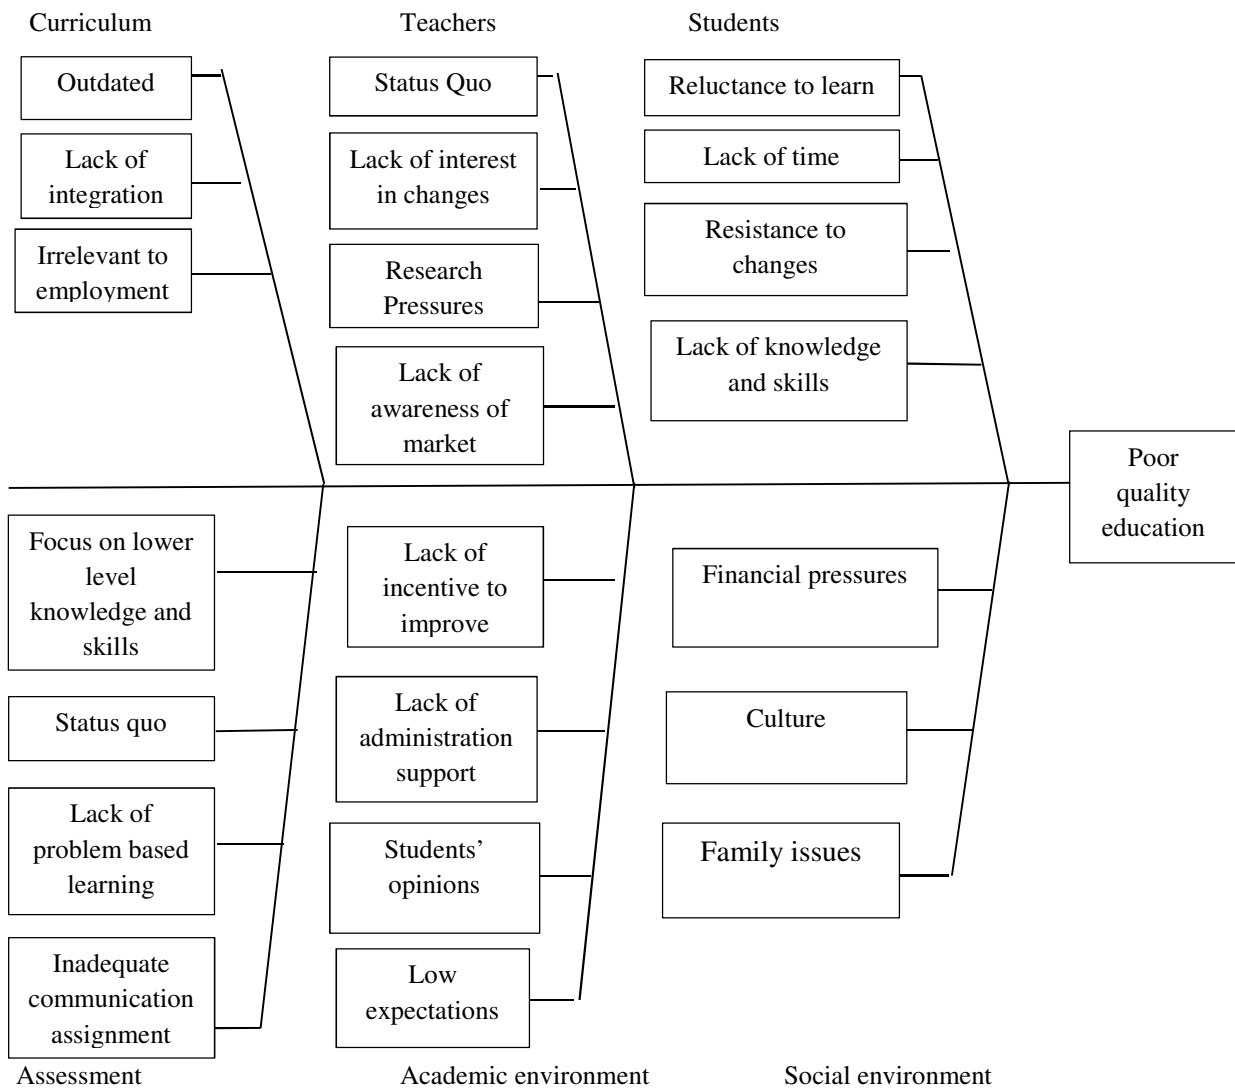 Curriculum
Teachers
Students
Outdated
Lack of
integration
Irrelevant to
employment
Status Quo
Lack of interest
in changes
Research
Pressures
Lack of
awareness of
market
Reluctance to learn
Lack of time
Resistance to
changes
Lack of knowledge
and skills
Poor
quality
education
Focus on lower
level
knowledge and
skills
Status quo
Lack of
problem based
learning
Inadequate
communication
assignment
Lack of
incentive to
improve
Lack of
administration
support
Students’
opinions
Low
expectations
Financial pressures
Culture
Family issues
Assessment
Academic environment
Social environment